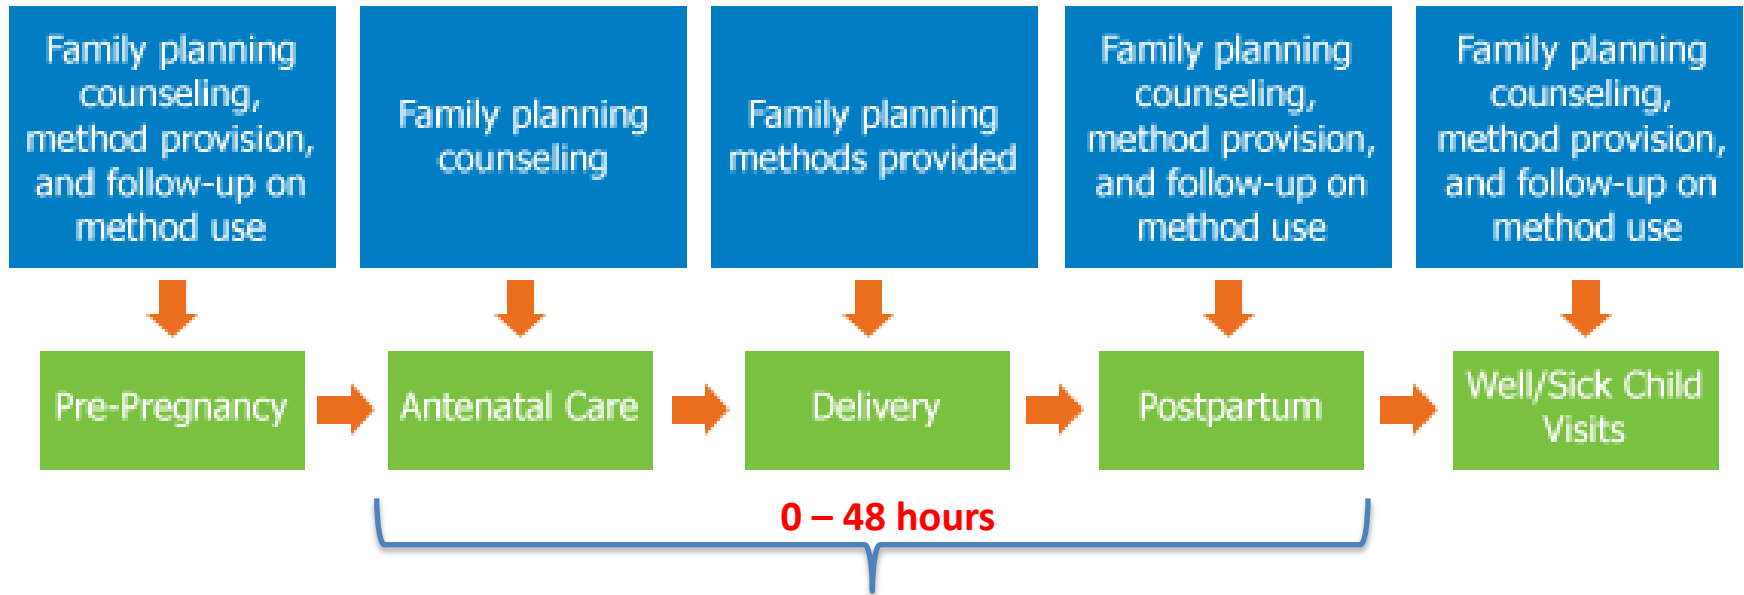 Family planning
counseling,
method provision,
and follow-up on
method use
Family planning
counseling
Family planning
methods provided
Family planning
counseling,
method provision,
and follow-up on
method use
Family planning
counseling,
method provision,
and follow-up on
method use
Pre-Pregnancy
Antenatal Care
Delivery
Postpartum
Well/Sick Child
Visits
0 – 48 hours